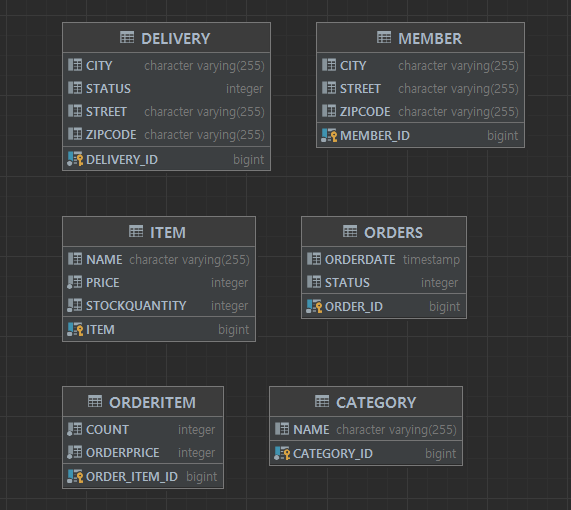 DELIVERY
CITY character varying(255)
STATUS integer
STREET character varying(255)
ZIPCODE character varying(255)
DELIVERY_ID bigint
MEMBER
CITY character varying(255)
STREET character varying(255)
ZIPCODE character varying(255)
MEMBER_ID bigint
ITEM
NAME character varying(255)
PRICE integer
STOCKQUANTITY integer
ITEM bigint
ORDERS
ORDERDATE timestamp
STATUS integer
ORDER_ID bigint
ORDERITEM
COUNT integer
ORDERPRICE integer
ORDER_ITEM_ID bigint
CATEGORY
NAME character varying(255)
CATEGORY_ID bigint